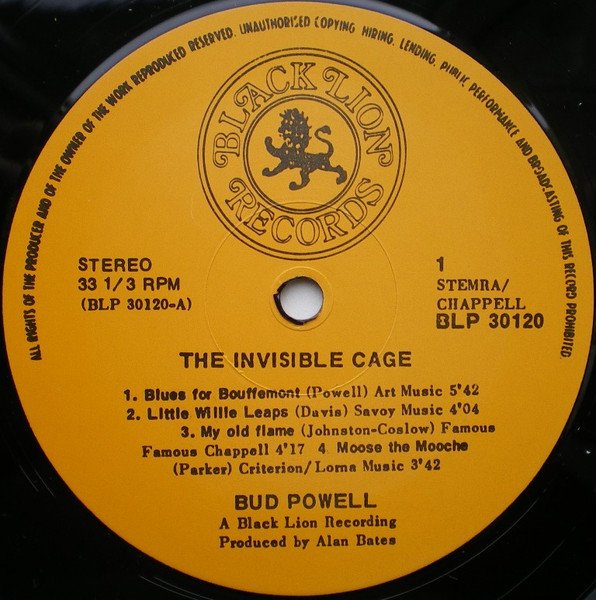 ALL RIGHTS OF THE PRODUCER AND OF THE OWNER OF THE WORK REPRODUCED RESERVED. UNAUTHORISED COPYING, HIRING, LENDING, PUBLIC PERFORMANCE AND BROADCASTING OF THIS RECORD PROHIBITED.
BLACK LION
RECORDS
STEREO
33 1/3 RPM
(BLP 30120-A)
1
STEMRA/
CHAPPELL
BLP 30120
THE INVISIBLE CAGE
1. Blues for Bouffemont (Powell) Art Music 5'42
2. Little Willie Leaps (Davis) Savoy Music 4'04
3. My old flame (Johnston-Coslow) Famous
Famous Chappell 4'17 4 Moose the Mooche
(Parker) Criterion/Lorna Music 3'42
BUD POWELL
A Black Lion Recording
Produced by Alan Bates